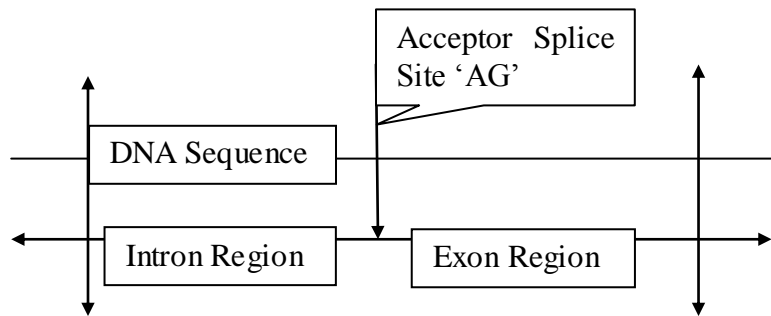 Acceptor Splice
Site ‘AG’
DNA Sequence
Intron Region
Exon Region